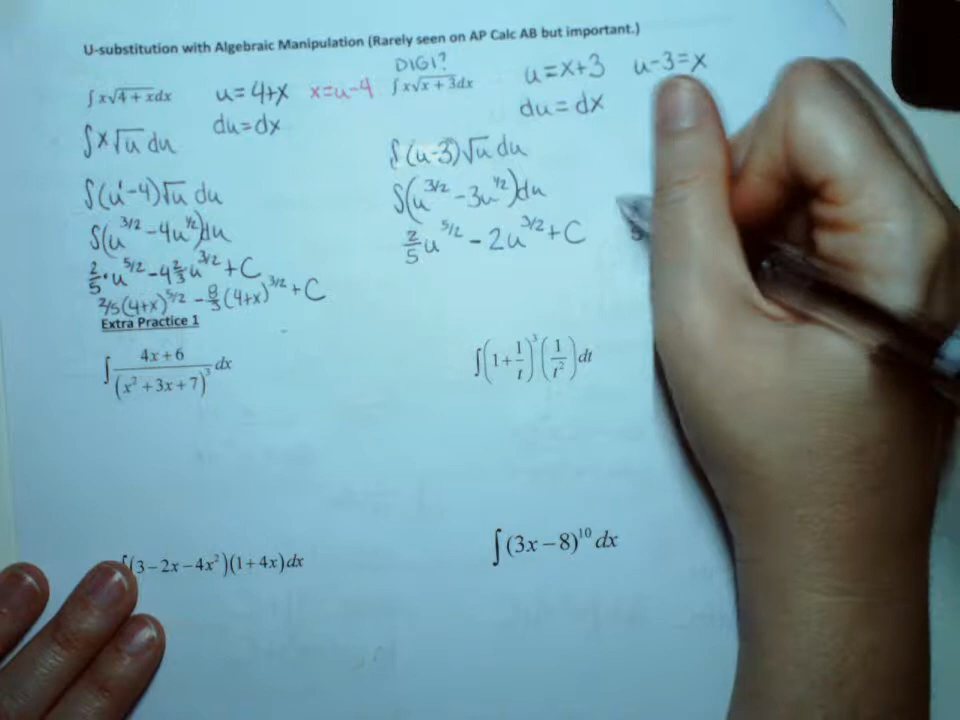 U-substitution with Algebraic Manipulation (Rarely seen on AP Calc AB but important.)
DIGI?
∫x√(4+x)dx u=4+x x=u-4 ∫x√(x+3)dx u=x+3 u-3=x
du=dx du=dx
∫x√u du ∫(u-3)√u du
∫(u¹-4)√u du ∫(u^3/2 - 3u^1/2)du
∫(u^3/2 - 4u^1/2)du 2/5 u^5/2 - 2u^3/2 + C
2/5 • u^5/2 - 4 2/3 u^3/2 + C
2/5(4+x)^5/2 - 8/3(4+x)^3/2 + C
Extra Practice 1
∫ (4x+6)/(x²+3x+7)³ dx ∫(1+1/t)³(1/t²)dt
∫(3-2x-4x²)(1+4x)dx ∫(3x-8)¹⁰ dx